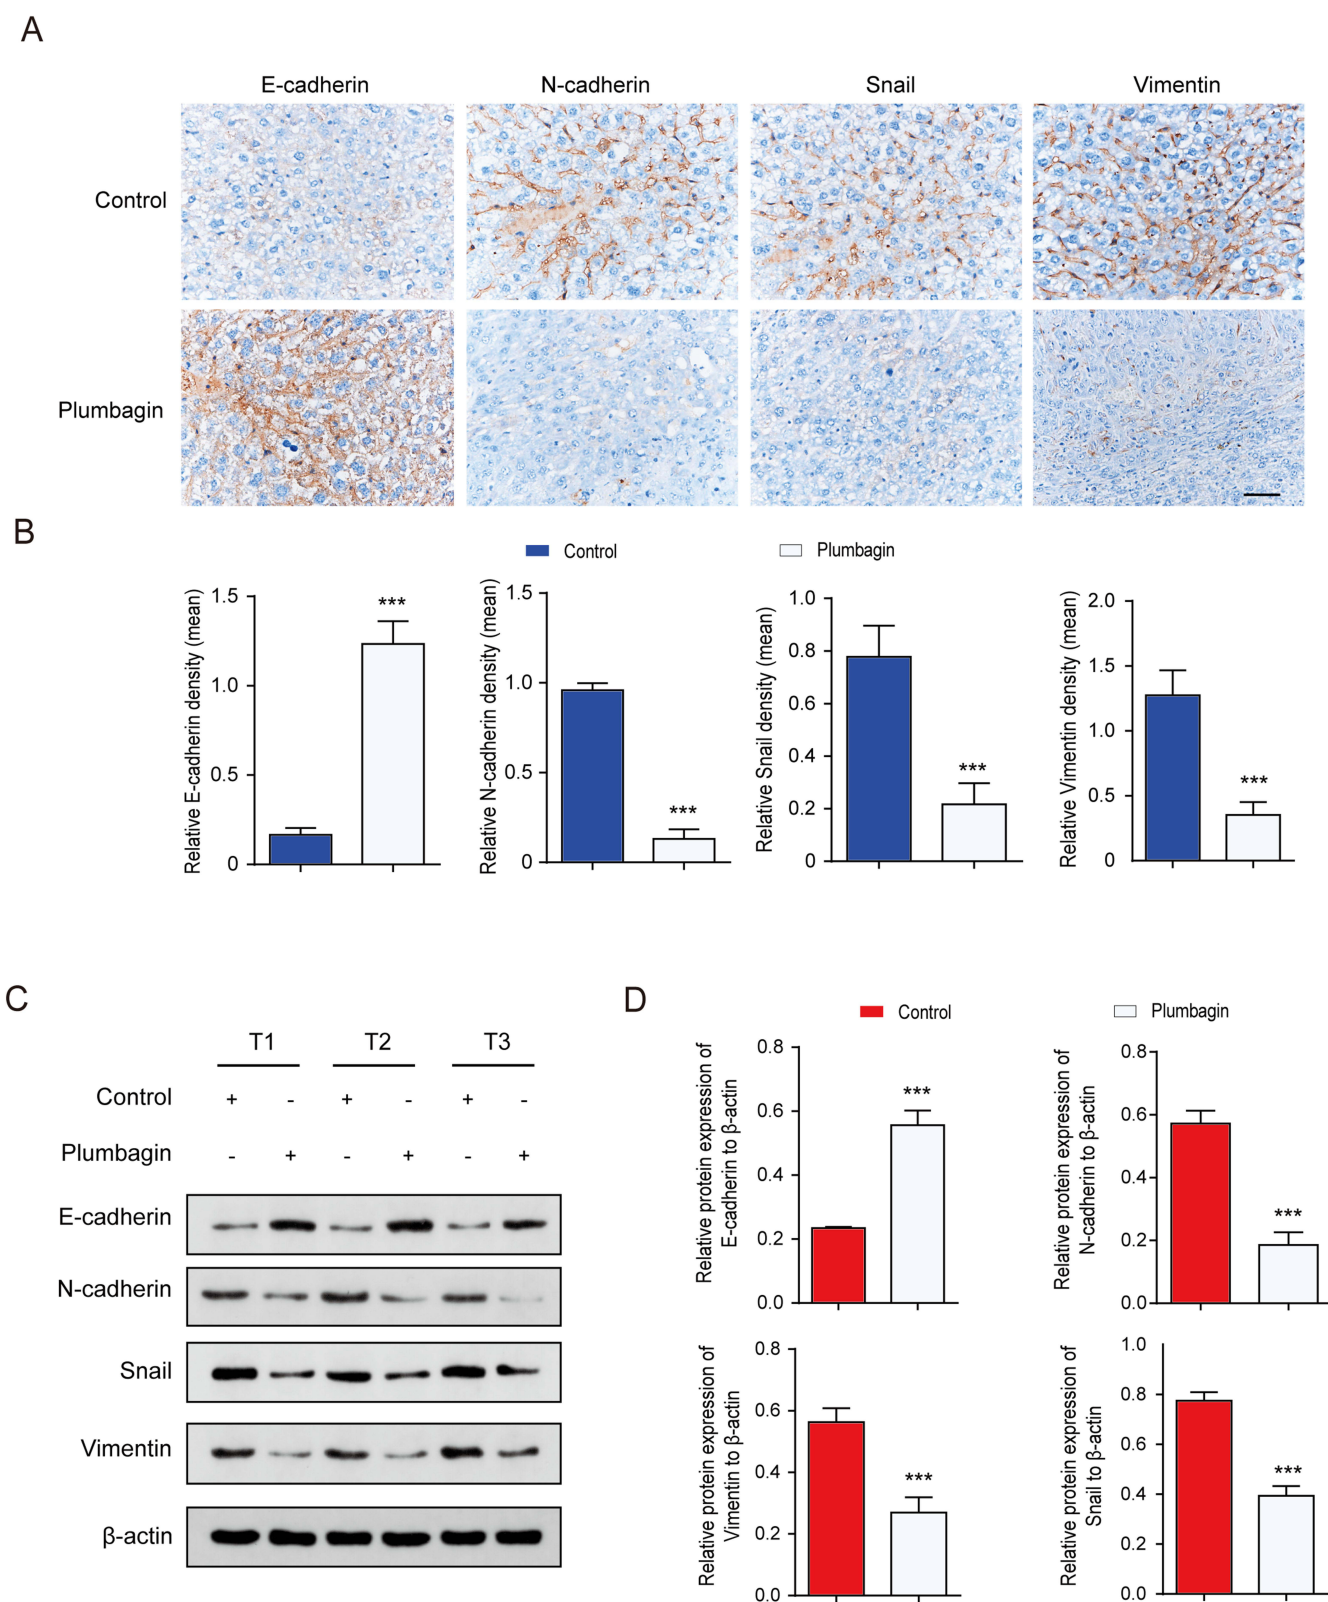 A
E-cadherin N-cadherin Snail Vimentin
Control
Plumbagin
B
Control Plumbagin
Relative E-cadherin density (mean)
1.5
1.0
0.5
0
***
Relative N-cadherin density (mean)
1.5
1.0
0.5
0
***
Relative Snail density (mean)
1.0
0.8
0.6
0.4
0.2
0
***
Relative Vimentin density (mean)
2.0
1.5
1.0
0.5
0
***
C
T1 T2 T3
Control + - + - + -
Plumbagin - + - + - +
E-cadherin
N-cadherin
Snail
Vimentin
β-actin
D
Control Plumbagin
Relative protein expression of
E-cadherin to β-actin
0.8
0.6
0.4
0.2
0.0
***
Relative protein expression of
N-cadherin to β-actin
0.8
0.6
0.4
0.2
0.0
***
Relative protein expression of
Vimentin to β-actin
0.8
0.6
0.4
0.2
0.0
***
Relative protein expression of
Snail to β-actin
1.0
0.8
0.6
0.4
0.2
0.0
***